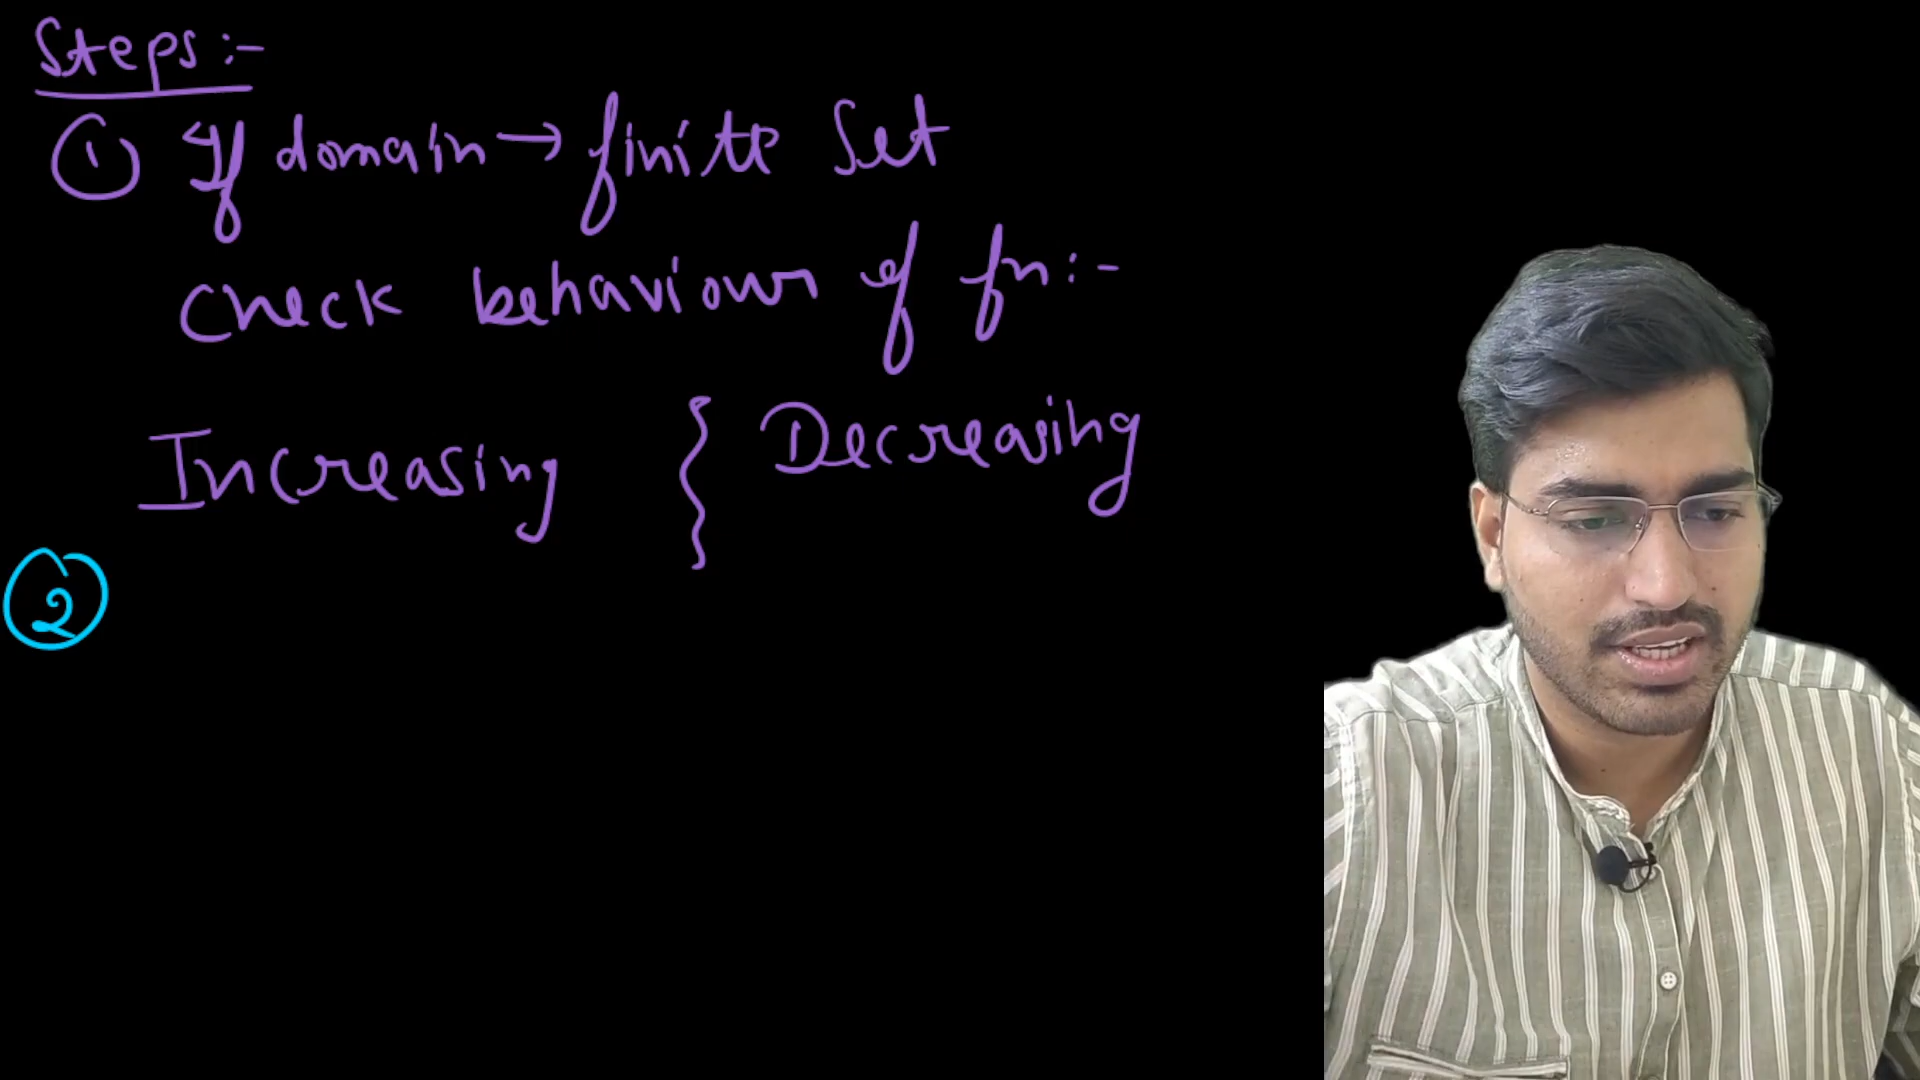 Steps :-
① If domain → finite Set
Check behaviour of fn :-
Increasing } Decreasing
②